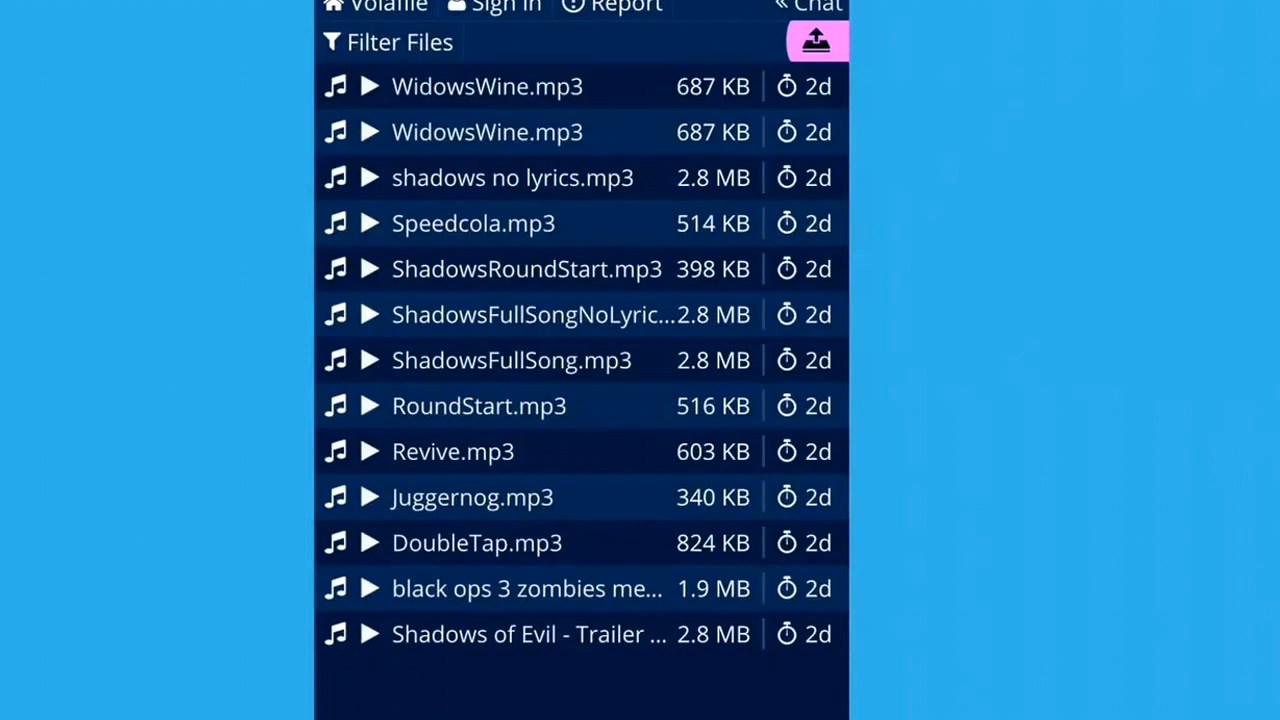 Volafile Sign In Report « Chat
Filter Files
WidowsWine.mp3 687 KB 2d
WidowsWine.mp3 687 KB 2d
shadows no lyrics.mp3 2.8 MB 2d
Speedcola.mp3 514 KB 2d
ShadowsRoundStart.mp3 398 KB 2d
ShadowsFullSongNoLyric... 2.8 MB 2d
ShadowsFullSong.mp3 2.8 MB 2d
RoundStart.mp3 516 KB 2d
Revive.mp3 603 KB 2d
Juggernog.mp3 340 KB 2d
DoubleTap.mp3 824 KB 2d
black ops 3 zombies me... 1.9 MB 2d
Shadows of Evil - Trailer ... 2.8 MB 2d